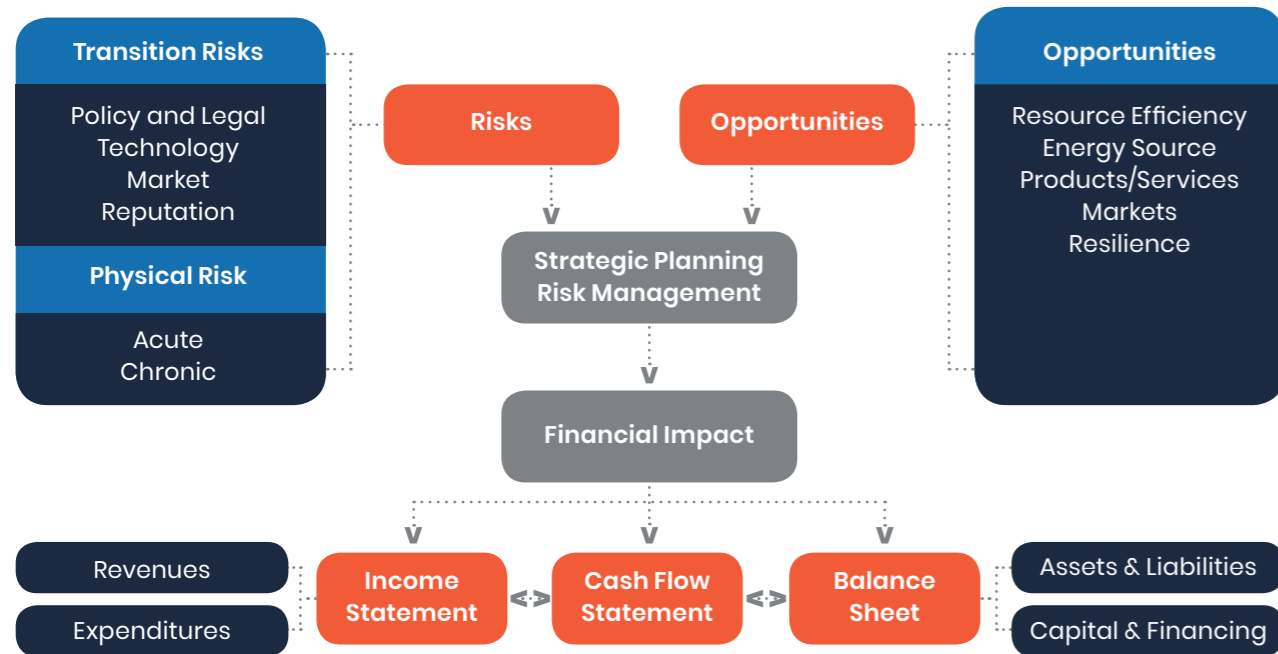 Transition Risks
Policy and Legal
Technology
Market
Reputation
Physical Risk
Acute
Chronic
Risks
Opportunities
Opportunities
Resource Efficiency
Energy Source
Products/Services
Markets
Resilience
Strategic Planning
Risk Management
Financial Impact
Revenues
Expenditures
Income
Statement
Cash Flow
Statement
Balance
Sheet
Assets & Liabilities
Capital & Financing